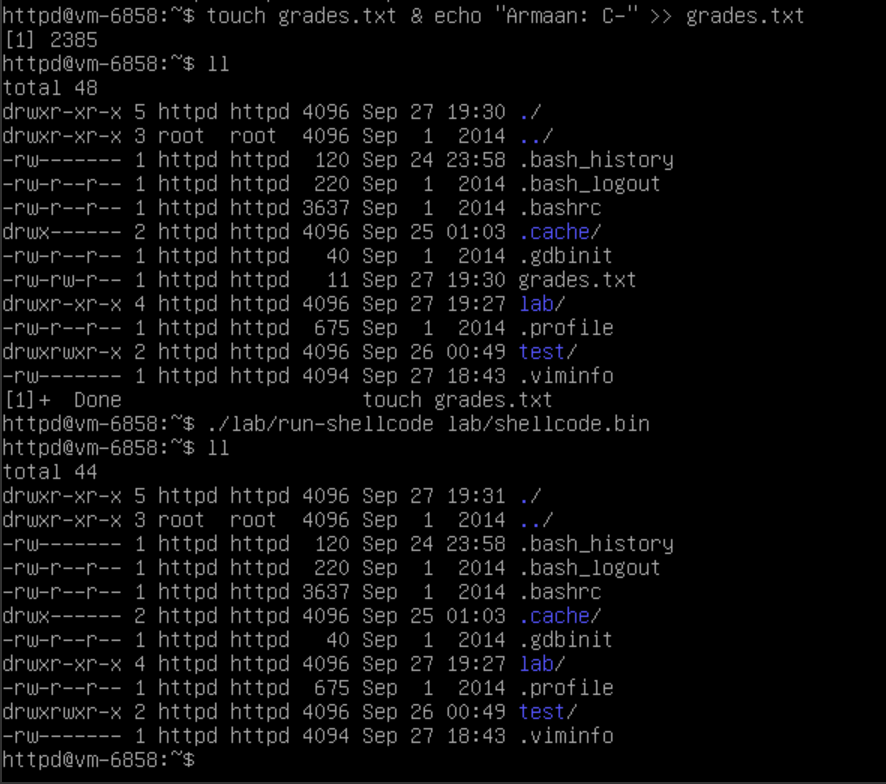 httpd@vm-6858:~$ touch grades.txt & echo "Armaan: C-" >> grades.txt
[1] 2385
httpd@vm-6858:~$ ll
total 48
drwxr-xr-x 5 httpd httpd 4096 Sep 27 19:30 ./
drwxr-xr-x 3 root  root  4096 Sep  1  2014 ../
-rw------- 1 httpd httpd  120 Sep 24 23:58 .bash_history
-rw-r--r-- 1 httpd httpd  220 Sep  1  2014 .bash_logout
-rw-r--r-- 1 httpd httpd 3637 Sep  1  2014 .bashrc
drwx------ 2 httpd httpd 4096 Sep 25 01:03 .cache/
-rw-r--r-- 1 httpd httpd   40 Sep  1  2014 .gdbinit
-rw-rw-r-- 1 httpd httpd   11 Sep 27 19:30 grades.txt
drwxr-xr-x 4 httpd httpd 4096 Sep 27 19:27 lab/
-rw-r--r-- 1 httpd httpd  675 Sep  1  2014 .profile
drwxrwxr-x 2 httpd httpd 4096 Sep 26 00:49 test/
-rw------- 1 httpd httpd 4094 Sep 27 18:43 .viminfo
[1]+  Done                    touch grades.txt
httpd@vm-6858:~$ ./lab/run-shellcode lab/shellcode.bin
httpd@vm-6858:~$ ll
total 44
drwxr-xr-x 5 httpd httpd 4096 Sep 27 19:31 ./
drwxr-xr-x 3 root  root  4096 Sep  1  2014 ../
-rw------- 1 httpd httpd  120 Sep 24 23:58 .bash_history
-rw-r--r-- 1 httpd httpd  220 Sep  1  2014 .bash_logout
-rw-r--r-- 1 httpd httpd 3637 Sep  1  2014 .bashrc
drwx------ 2 httpd httpd 4096 Sep 25 01:03 .cache/
-rw-r--r-- 1 httpd httpd   40 Sep  1  2014 .gdbinit
drwxr-xr-x 4 httpd httpd 4096 Sep 27 19:27 lab/
-rw-r--r-- 1 httpd httpd  675 Sep  1  2014 .profile
drwxrwxr-x 2 httpd httpd 4096 Sep 26 00:49 test/
-rw------- 1 httpd httpd 4094 Sep 27 18:43 .viminfo
httpd@vm-6858:~$